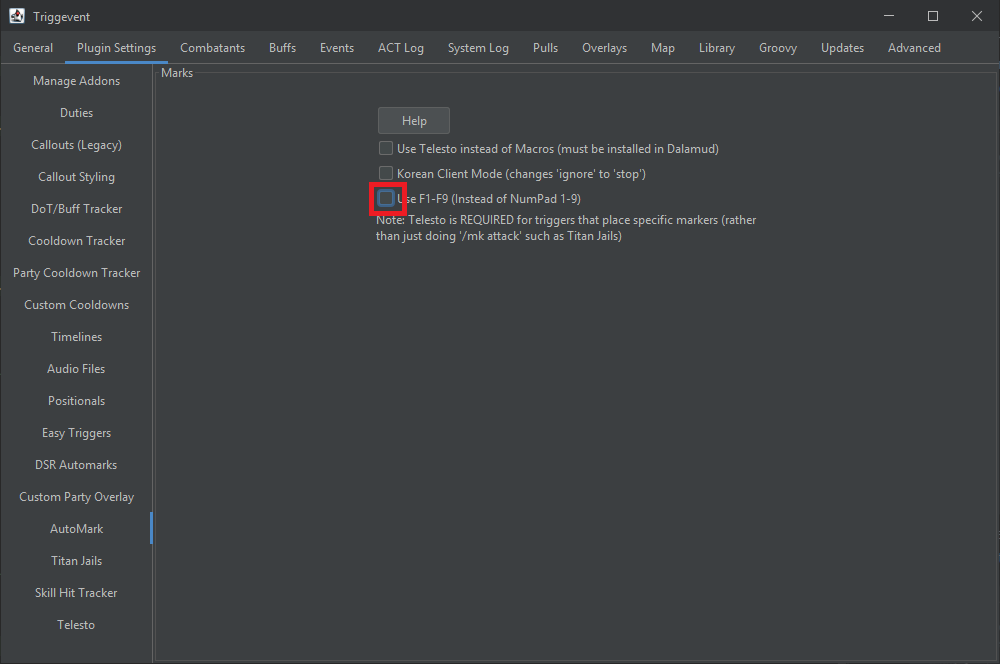 Triggevent
General Plugin Settings Combatants Buffs Events ACT Log System Log Pulls Overlays Map Library Groovy Updates Advanced
Manage Addons
Duties
Callouts (Legacy)
Callout Styling
DoT/Buff Tracker
Cooldown Tracker
Party Cooldown Tracker
Custom Cooldowns
Timelines
Audio Files
Positionals
Easy Triggers
DSR Automarks
Custom Party Overlay
AutoMark
Titan Jails
Skill Hit Tracker
Telesto
Marks
Help
Use Telesto instead of Macros (must be installed in Dalamud)
Korean Client Mode (changes 'ignore' to 'stop')
Use F1-F9 (Instead of NumPad 1-9)
Note: Telesto is REQUIRED for triggers that place specific markers (rather
than just doing '/mk attack' such as Titan Jails)